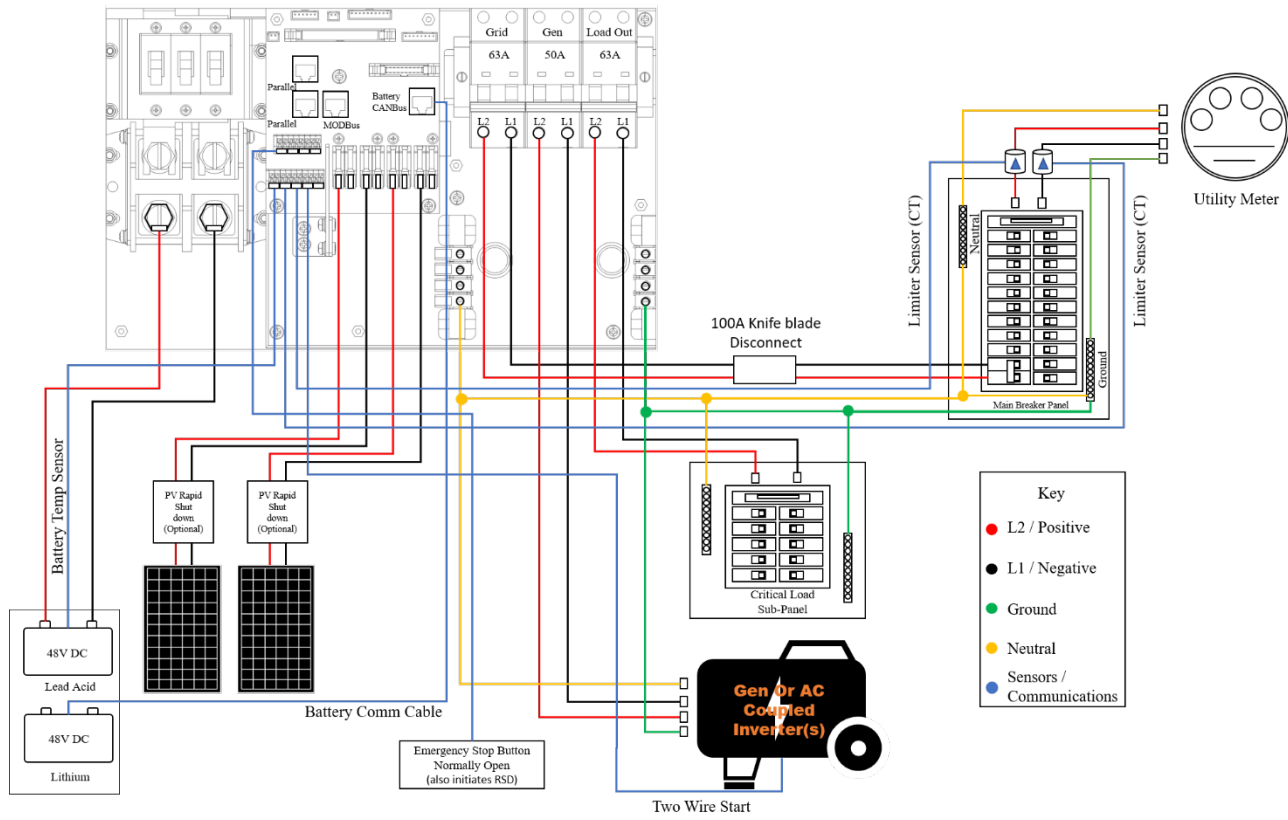 Grid
Gen
Load Out
63A
50A
63A
Parallel
Battery
CANBus
Parallel
MODBus
L2
L1
L2
L1
L2
L1
Utility Meter
Limiter Sensor (CT)
Neutral
Limiter Sensor (CT)
Ground
100A Knife blade
Disconnect
Main Breaker Panel
Battery Temp Sensor
PV Rapid
Shut
down
(Optional)
PV Rapid
Shut
down
(Optional)
Critical Load
Sub-Panel
Key
L2 / Positive
L1 / Negative
Ground
Neutral
Sensors /
Communications
48V DC
Lead Acid
48V DC
Lithium
Battery Comm Cable
Gen Or AC
Coupled
Inverter(s)
Emergency Stop Button
Normally Open
(also initiates RSD)
Two Wire Start